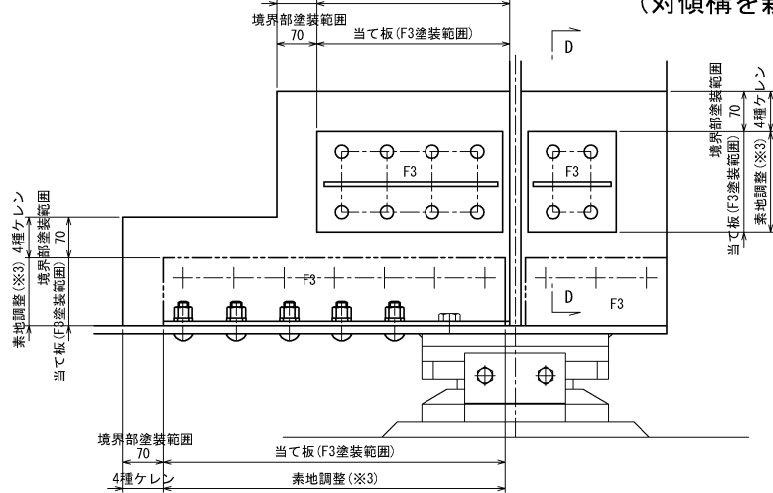 (対傾構を
境界部塗装範囲
70
当て板(F3塗装範囲)
D
境界部塗装範囲
70
4種ケレン
当て板(F3塗装範囲)
素地調整(※3)
F3
F3
4種ケレン
素地調整(※3)
境界部塗装範囲
70
当て板(F3塗装範囲)
F3
D
F3
境界部塗装範囲
70
当て板(F3塗装範囲)
4種ケレン
素地調整(※3)